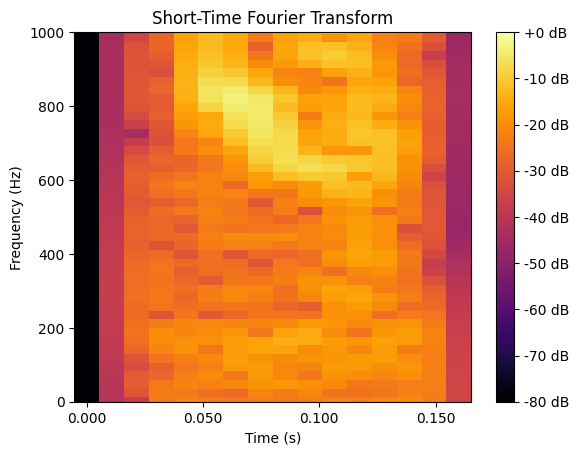 Short-Time Fourier Transform
Frequency (Hz)
1000
800
600
400
200
0
0.000
0.050
0.100
0.150
Time (s)
+0 dB
-10 dB
-20 dB
-30 dB
-40 dB
-50 dB
-60 dB
-70 dB
-80 dB